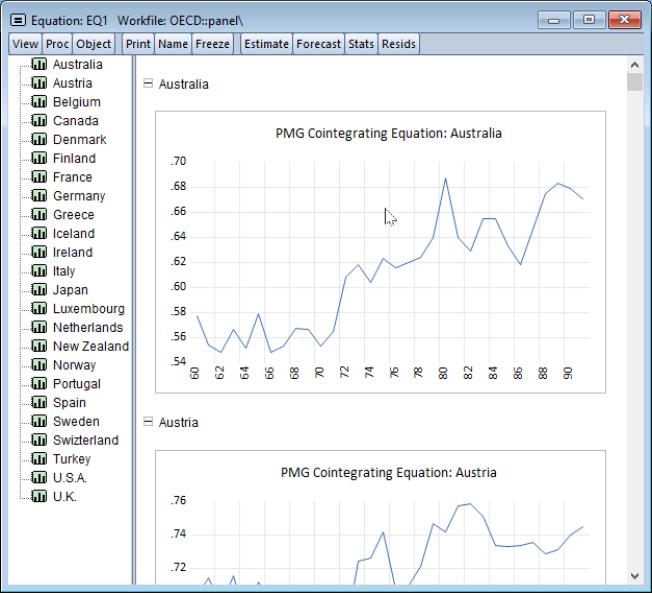 Equation: EQ1 Workfile: OECD::panel\
View Proc Object Print Name Freeze Estimate Forecast Stats Resids
Australia
Austria
Belgium
Canada
Denmark
Finland
France
Germany
Greece
Iceland
Ireland
Italy
Japan
Luxembourg
Netherlands
New Zealand
Norway
Portugal
Spain
Sweden
Swizterland
Turkey
U.S.A.
U.K.
Australia
PMG Cointegrating Equation: Australia
.70
.68
.66
.64
.62
.60
.58
.56
.54
60 62 64 66 68 70 72 74 76 78 80 82 84 86 88 90
Austria
PMG Cointegrating Equation: Austria
.76
.74
.72